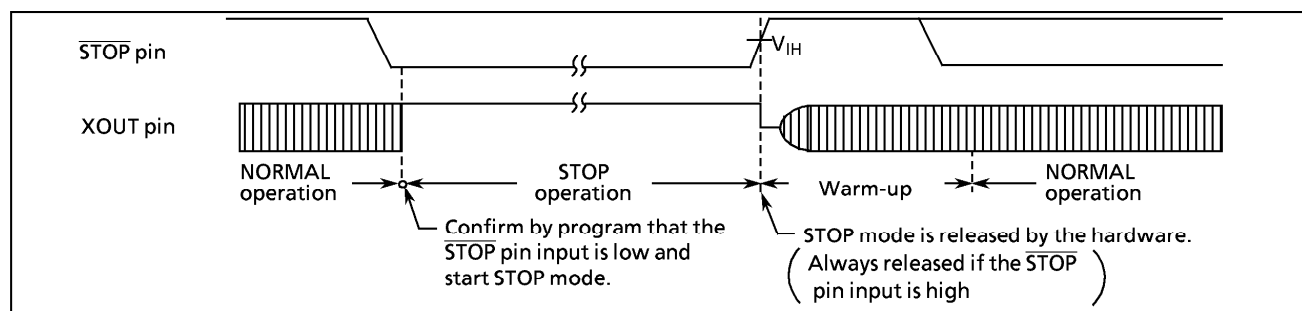 STOP pin
VIH
XOUT pin
NORMAL operation
STOP operation
Warm-up
NORMAL operation
Confirm by program that the
STOP pin input is low and
start STOP mode.
STOP mode is released by the hardware.
( Always released if the STOP
pin input is high )